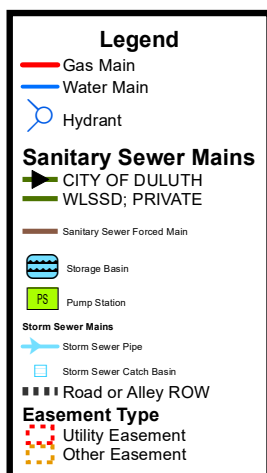 Legend
Gas Main
Water Main
Hydrant
Sanitary Sewer Mains
CITY OF DULUTH
WLSSD; PRIVATE
Sanitary Sewer Forced Main
Storage Basin
PS Pump Station
Storm Sewer Mains
Storm Sewer Pipe
Storm Sewer Catch Basin
Road or Alley ROW
Easement Type
Utility Easement
Other Easement